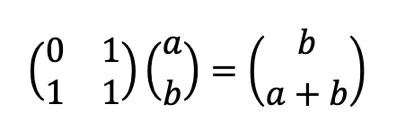 (0 1) (a) = (b)
(1 1) (b) (a + b)